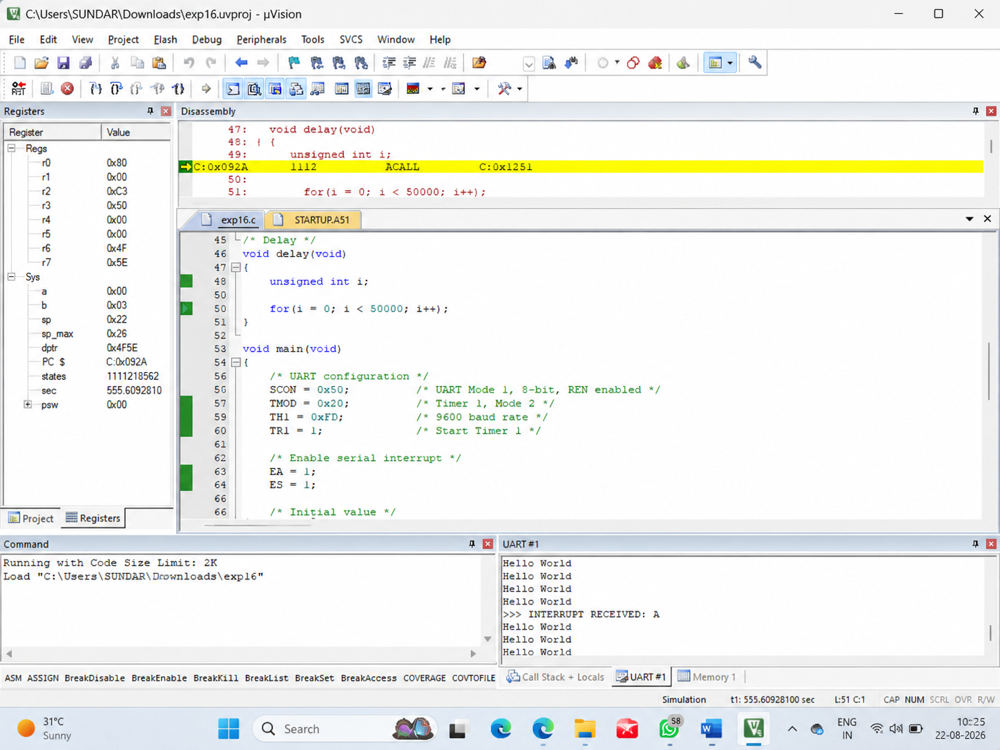 C:\Users\SUNDAR\Downloads\exp16.uvproj - µVision
File Edit View Project Flash Debug Peripherals Tools SVCS Window Help
RST
Registers
Register Value
Regs
r0 0x80
r1 0x00
r2 0xC3
r3 0x50
r4 0x00
r5 0x00
r6 0x4F
r7 0x5E
Sys
a 0x00
b 0x03
sp 0x22
sp_max 0x26
dptr 0x4F5E
PC $ C:0x092A
states 1111218562
sec 555.6092810
psw 0x00
Project Registers
Disassembly
47: void delay(void)
48: { {
49: unsigned int i;
C:0x092A 1112 ACALL C:0x1251
50:
51: for(i = 0; i < 50000; i++);
exp16.c STARTUP.A51
45 /* Delay */
46 void delay(void)
47 {
48 unsigned int i;
50
50 for(i = 0; i < 50000; i++);
51 }
52
53 void main(void)
54 {
56 /* UART configuration */
56 SCON = 0x50; /* UART Mode 1, 8-bit, REN enabled */
57 TMOD = 0x20; /* Timer 1, Mode 2 */
59 TH1 = 0xFD; /* 9600 baud rate */
60 TR1 = 1; /* Start Timer 1 */
61
62 /* Enable serial interrupt */
63 EA = 1;
64 ES = 1;
66
66 /* Initial value */
Command
Running with Code Size Limit: 2K
Load "C:\Users\SUNDAR\Downloads\exp16"
ASM ASSIGN BreakDisable BreakEnable BreakKill BreakList BreakSet BreakAccess COVERAGE COVTOFILE
UART #1
Hello World
Hello World
Hello World
Hello World
>>> INTERRUPT RECEIVED: A
Hello World
Hello World
Hello World
Call Stack + Locals UART #1 Memory 1
Simulation t1: 555.60928100 sec L:51 C:1 CAP NUM SCRL OVR R/W
31°C
Sunny
Search
58
ENG
IN
10:25
22-08-2026